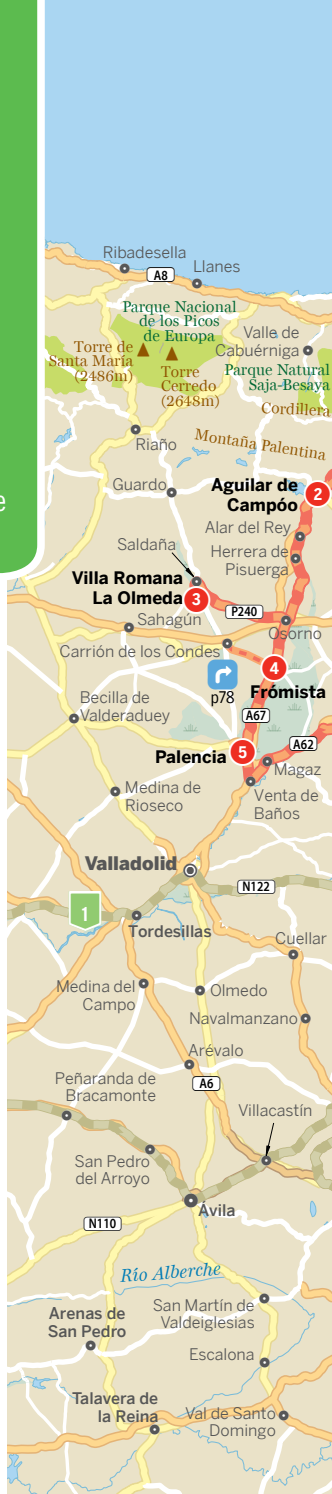 Ribadesella
A8
Llanes
Parque Nacional
de los Picos
de Europa
Valle de
Cabuérniga
Torre de
Santa María
(2486m)
Torre
Cerredo
(2648m)
Parque Natural
Saja-Besaya
Cordillera
Riaño
Montaña Palentina
Guardo
Aguilar de
Campóo
2
e
Alar del Rey
Saldaña
Herrera de
Pisuerga
Villa Romana
La Olmeda
3
P240
Sahagún
Osorno
Carrión de los Condes
4
p78
Frómista
Becilla de
Valderaduey
A67
A62
Palencia
5
Magaz
Medina de
Rioseco
Venta de
Baños
Valladolid
N122
1
Tordesillas
Cuellar
Medina del
Campo
Olmedo
Navalmanzano
Arévalo
A6
Peñaranda de
Bracamonte
Villacastín
San Pedro
del Arroyo
Ávila
N110
Río Alberche
Arenas de
San Pedro
San Martín de
Valdeiglesias
Escalona
Talavera de
la Reina
Val de Santo
Domingo